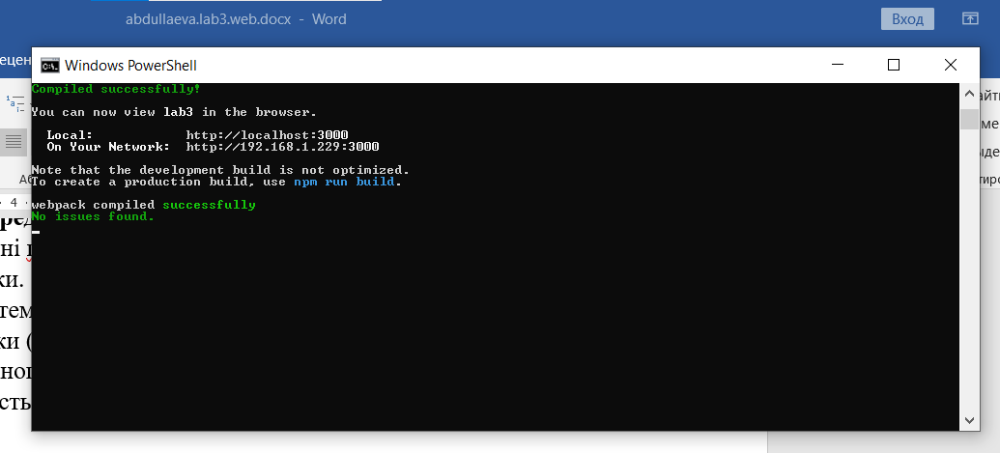 abdullaeva.lab3.web.docx - Word
Вход
Windows PowerShell
Compiled successfully!
You can now view lab3 in the browser.
Local: http://localhost:3000
On Your Network: http://192.168.1.229:3000
Note that the development build is not optimized.
To create a production build, use npm run build.
webpack compiled successfully
No issues found.
4